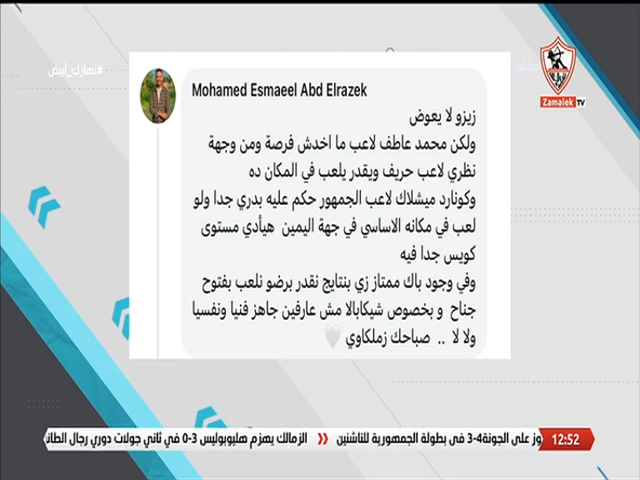 #نهارك_أبيض
مباشر
Zamalek TV
Mohamed Esmaeel Abd Elrazek
زيزو لا يعوض
ولكن محمد عاطف لاعب ما اخدش فرصة ومن وجهة
نظري لاعب حريف ويقدر يلعب في المكان ده
وكونارد ميشلاك لاعب الجمهور حكم عليه بدري جدا ولو
لعب في مكانه الاساسي في جهة اليمين هيأدي مستوى
كويس جدا فيه
وفي وجود باك ممتاز زي بنتايج نقدر برضو نلعب بفتوح
جناح و بخصوص شيكابالا مش عارفين جاهز فنيا ونفسيا
ولا لا .. صباحك زملكاوي 🤍
12:52 وز على الجونة 4-3 فى بطولة الجمهورية للناشئين » الزمالك يهزم هليوبوليس 3-0 في ثاني جولات دوري رجال الطائ